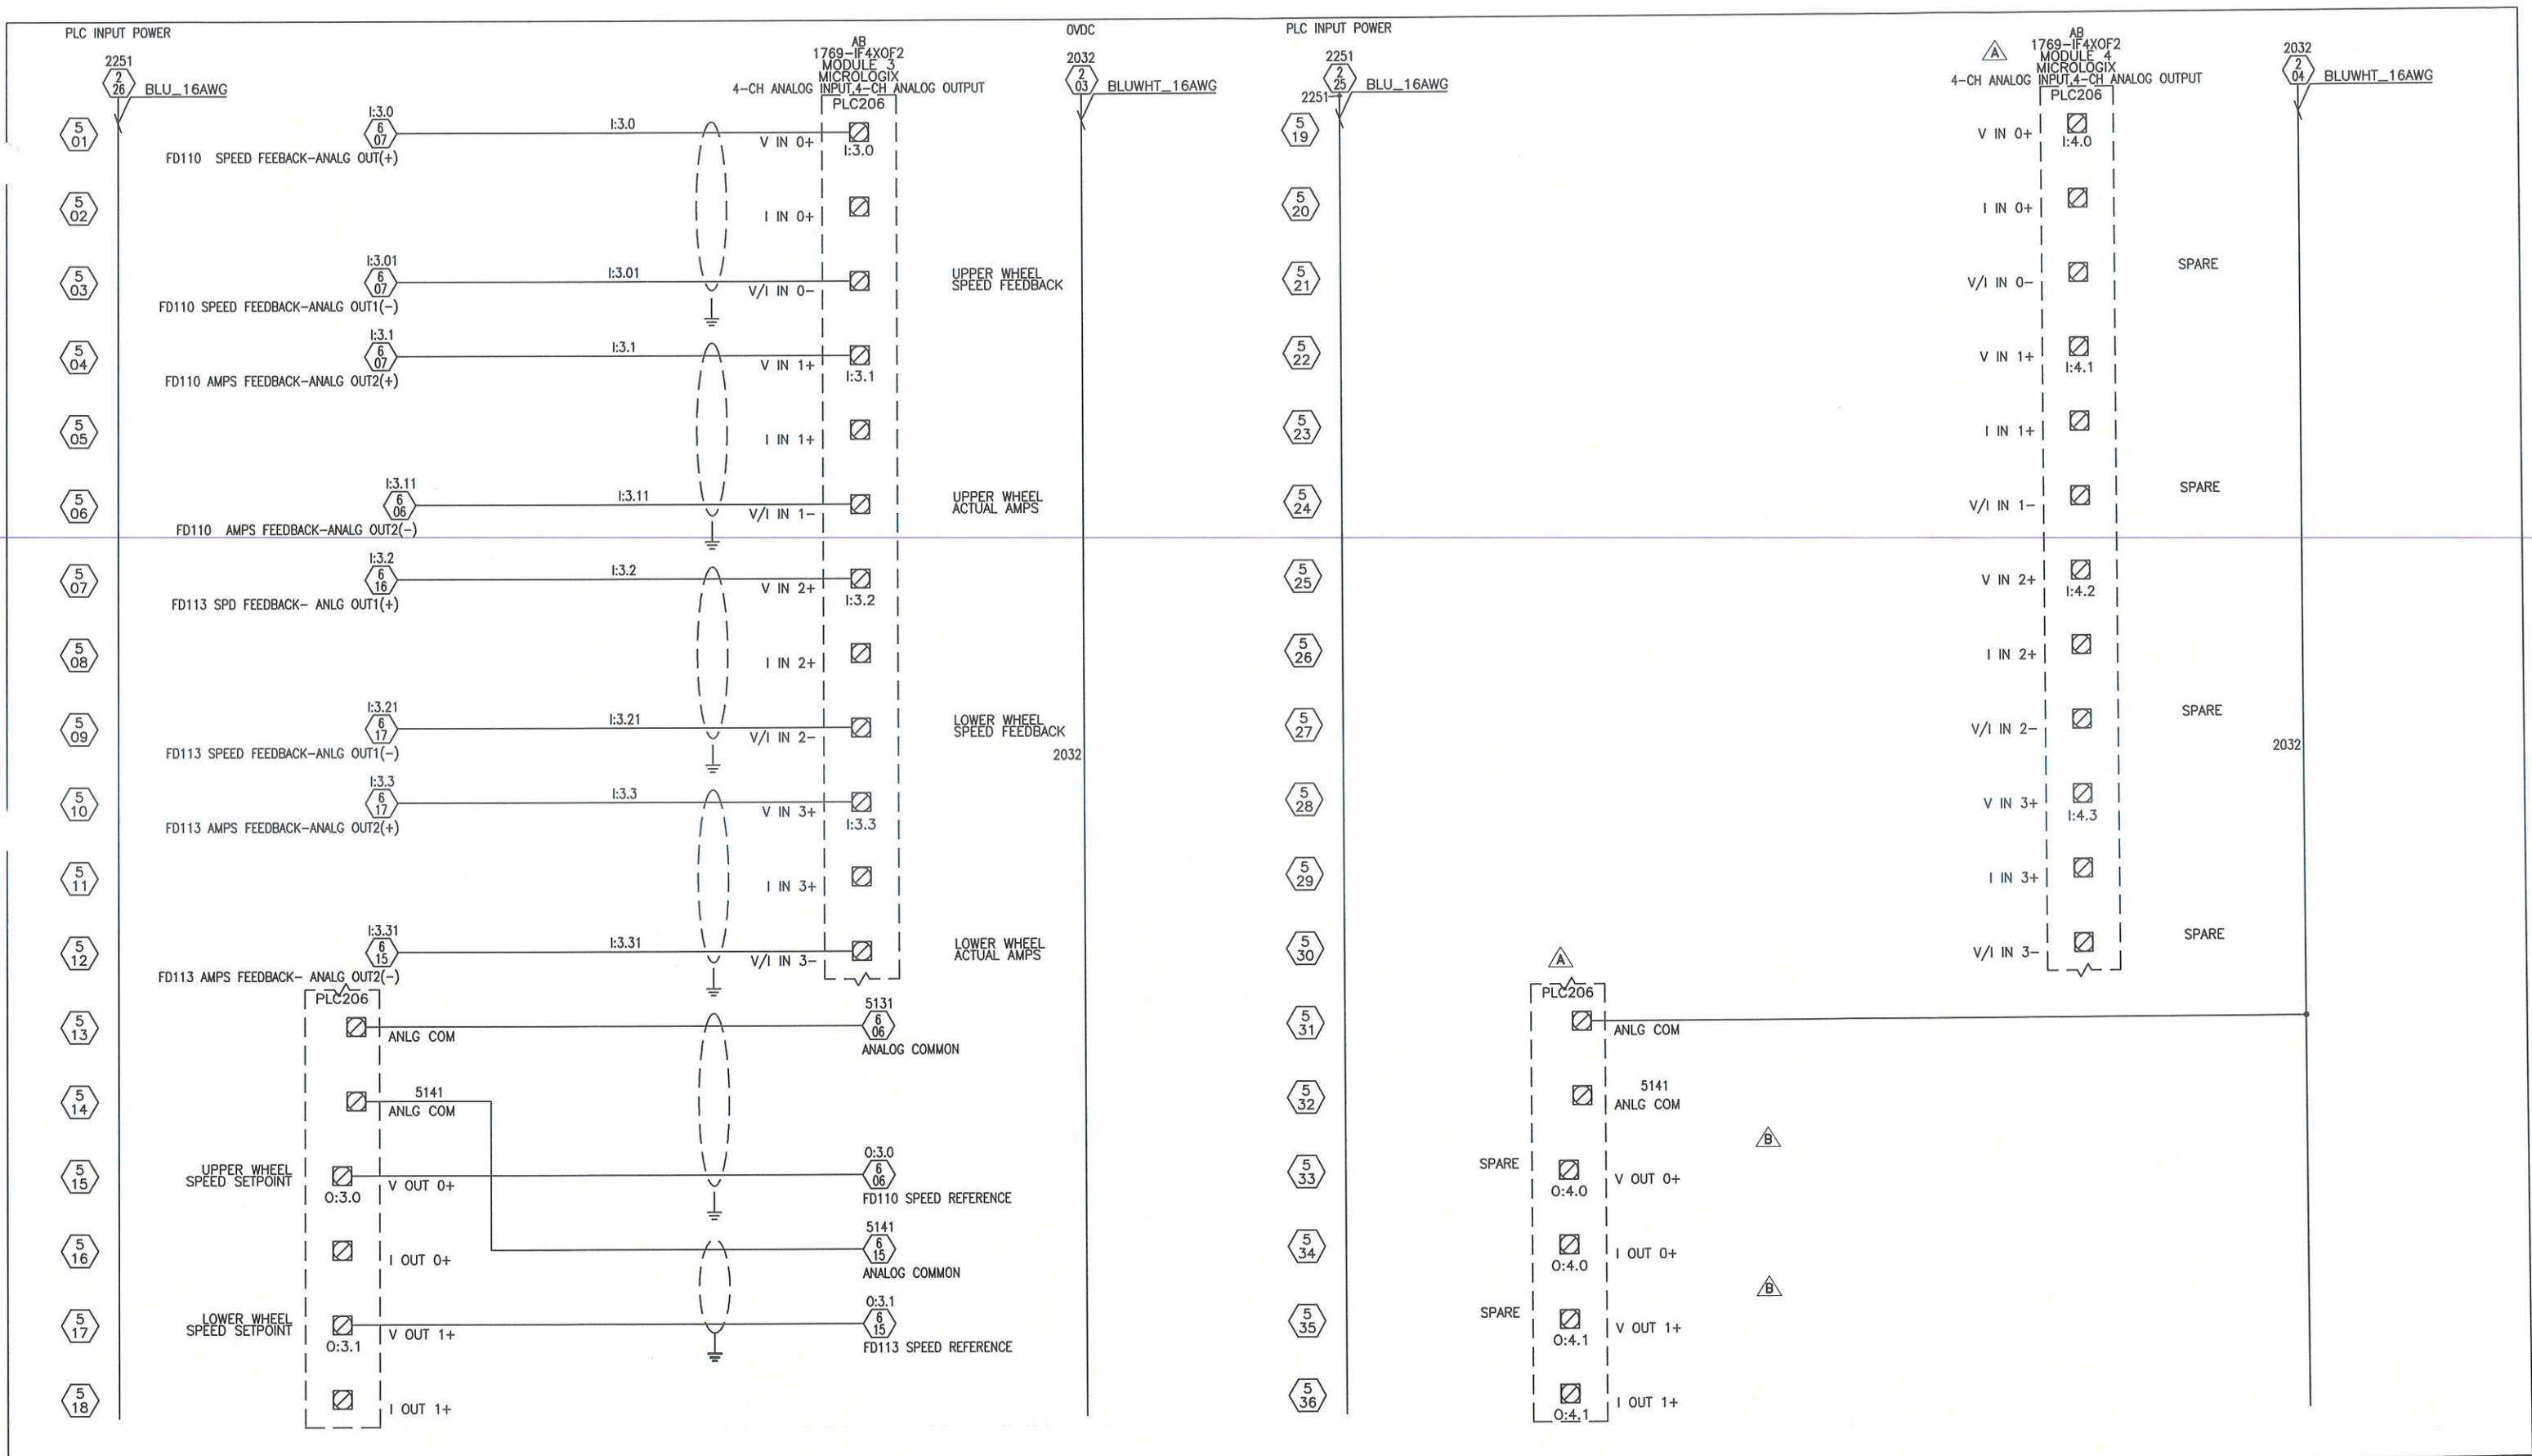 PLC INPUT POWER
2251
2
26
BLU_16AWG
AB
1769-IF4XOF2
MODULE 3
MICROLOGIX
4-CH ANALOG INPUT,4-CH ANALOG OUTPUT
PLC206
0VDC
2032
2
03
BLUWHT_16AWG
5
01
I:3.0
6
07
I:3.0
V IN 0+
I:3.0
FD110 SPEED FEEBACK-ANALG OUT(+)
5
02
I IN 0+
5
03
I:3.01
6
07
I:3.01
V/I IN 0-
UPPER WHEEL
SPEED FEEDBACK
FD110 SPEED FEEDBACK-ANALG OUT1(-)
5
04
I:3.1
6
07
I:3.1
V IN 1+
I:3.1
FD110 AMPS FEEDBACK-ANALG OUT2(+)
5
05
I IN 1+
5
06
I:3.11
6
06
I:3.11
V/I IN 1-
UPPER WHEEL
ACTUAL AMPS
FD110 AMPS FEEDBACK-ANALG OUT2(-)
5
07
I:3.2
6
16
I:3.2
V IN 2+
I:3.2
FD113 SPD FEEDBACK- ANLG OUT1(+)
5
08
I IN 2+
5
09
I:3.21
6
17
I:3.21
V/I IN 2-
LOWER WHEEL
SPEED FEEDBACK
2032
FD113 SPEED FEEDBACK-ANLG OUT1(-)
5
10
I:3.3
6
17
I:3.3
V IN 3+
I:3.3
FD113 AMPS FEEDBACK-ANALG OUT2(+)
5
11
I IN 3+
5
12
I:3.31
6
15
I:3.31
V/I IN 3-
LOWER WHEEL
ACTUAL AMPS
FD113 AMPS FEEDBACK- ANALG OUT2(-)
PLC206
5
13
ANLG COM
5131
6
06
ANALOG COMMON
5
14
5141
ANLG COM
5
15
UPPER WHEEL
SPEED SETPOINT
O:3.0
V OUT 0+
O:3.0
6
06
FD110 SPEED REFERENCE
5
16
I OUT 0+
5141
6
15
ANALOG COMMON
5
17
LOWER WHEEL
SPEED SETPOINT
O:3.1
V OUT 1+
O:3.1
6
15
FD113 SPEED REFERENCE
5
18
I OUT 1+
PLC INPUT POWER
2251
2
25
BLU_16AWG
2251
A
AB
1769-IF4XOF2
MODULE 4
MICROLOGIX
4-CH ANALOG INPUT,4-CH ANALOG OUTPUT
PLC206
2032
2
04
BLUWHT_16AWG
5
19
V IN 0+
I:4.0
5
20
I IN 0+
5
21
V/I IN 0-
SPARE
5
22
V IN 1+
I:4.1
5
23
I IN 1+
5
24
V/I IN 1-
SPARE
5
25
V IN 2+
I:4.2
5
26
I IN 2+
5
27
V/I IN 2-
SPARE
2032
5
28
V IN 3+
I:4.3
5
29
I IN 3+
5
30
V/I IN 3-
SPARE
A
PLC206
5
31
ANLG COM
5
32
5141
ANLG COM
B
5
33
SPARE
O:4.0
V OUT 0+
5
34
O:4.0
I OUT 0+
B
5
35
SPARE
O:4.1
V OUT 1+
5
36
O:4.1
I OUT 1+